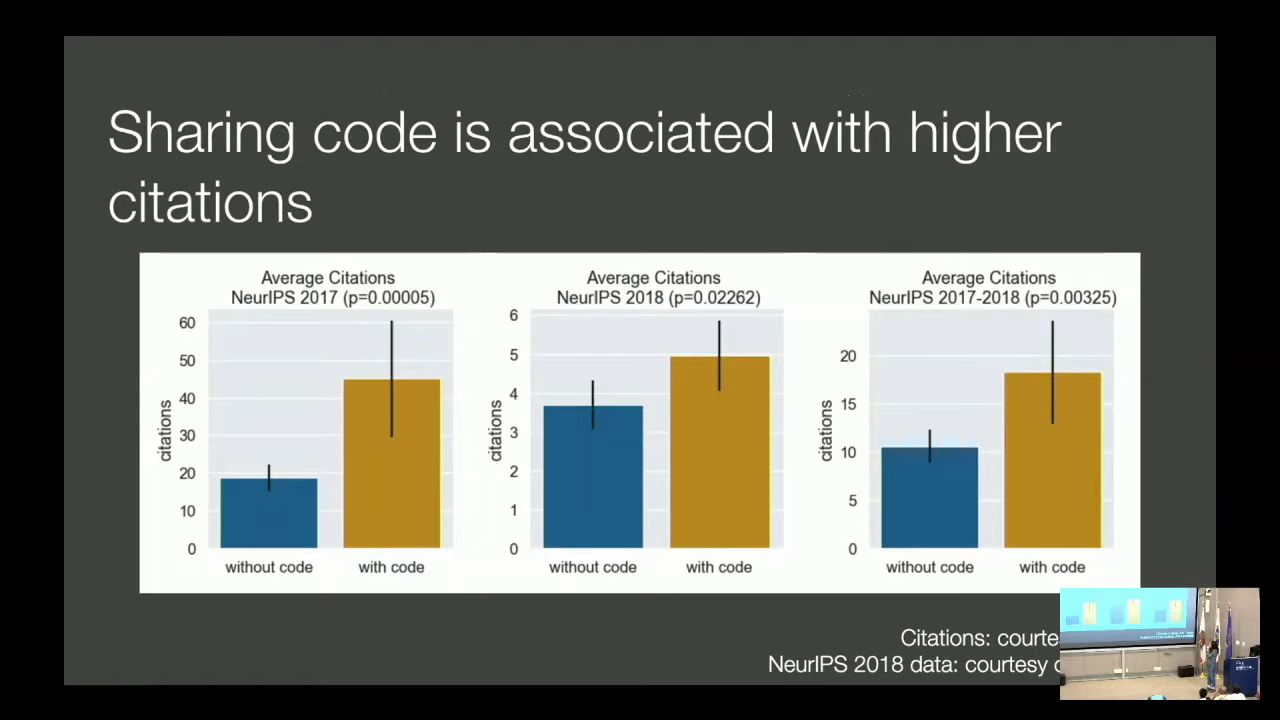 Sharing code is associated with higher
citations
Average Citations
NeurIPS 2017 (p=0.00005)
60
50
40
30
20
10
0
citations
without code
with code
Average Citations
NeurIPS 2018 (p=0.02262)
6
5
4
3
2
1
0
citations
without code
with code
Average Citations
NeurIPS 2017-2018 (p=0.00325)
20
15
10
5
0
citations
without code
with code
Citations:
NeurIPS 2018 data: courtesy